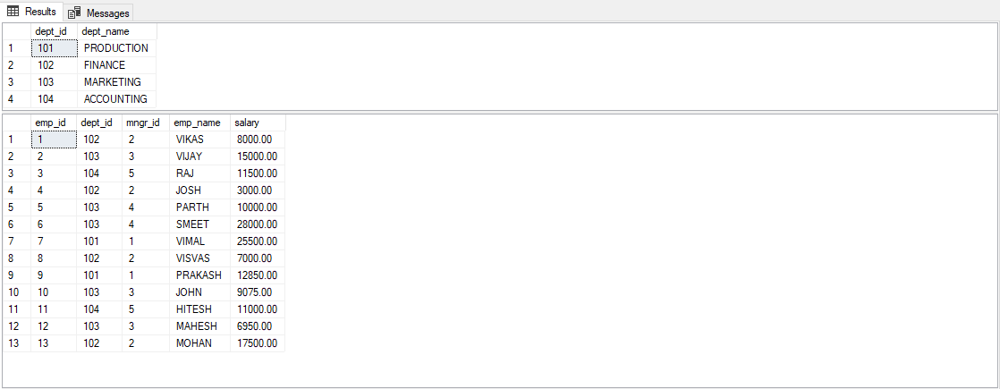 Results Messages
dept_id dept_name
1 101 PRODUCTION
2 102 FINANCE
3 103 MARKETING
4 104 ACCOUNTING
emp_id dept_id mngr_id emp_name salary
1 1 102 2 VIKAS 8000.00
2 2 103 3 VIJAY 15000.00
3 3 104 5 RAJ 11500.00
4 4 102 2 JOSH 3000.00
5 5 103 4 PARTH 10000.00
6 6 103 4 SMEET 28000.00
7 7 101 1 VIMAL 25500.00
8 8 102 2 VISVAS 7000.00
9 9 101 1 PRAKASH 12850.00
10 10 103 3 JOHN 9075.00
11 11 104 5 HITESH 11000.00
12 12 103 3 MAHESH 6950.00
13 13 102 2 MOHAN 17500.00